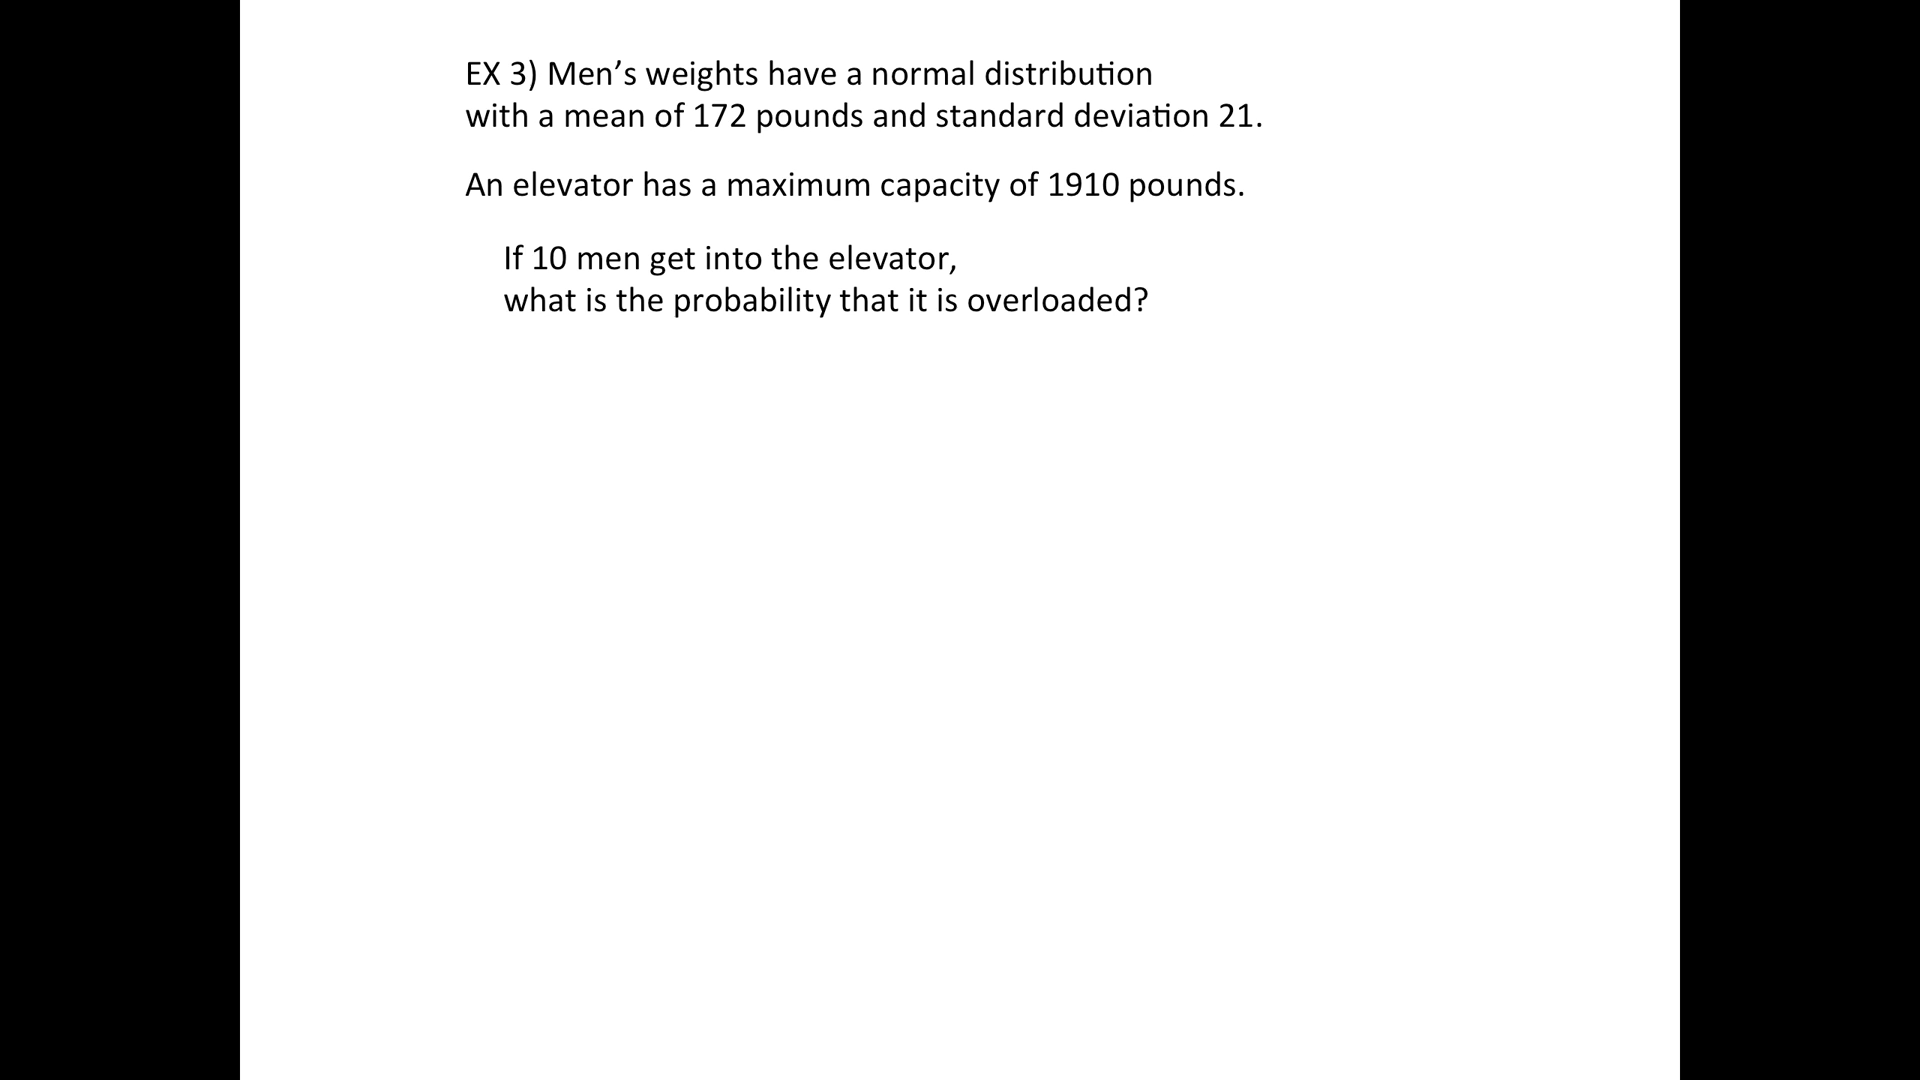 EX 3) Men’s weights have a normal distribution
with a mean of 172 pounds and standard deviation 21.
An elevator has a maximum capacity of 1910 pounds.
If 10 men get into the elevator,
what is the probability that it is overloaded?